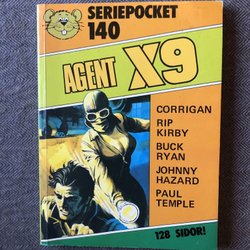 SERIEPOCKET
140
AGENT X9
CORRIGAN
RIP
KIRBY
BUCK
RYAN
JOHNNY
HAZARD
PAUL
TEMPLE
128 SIDOR!